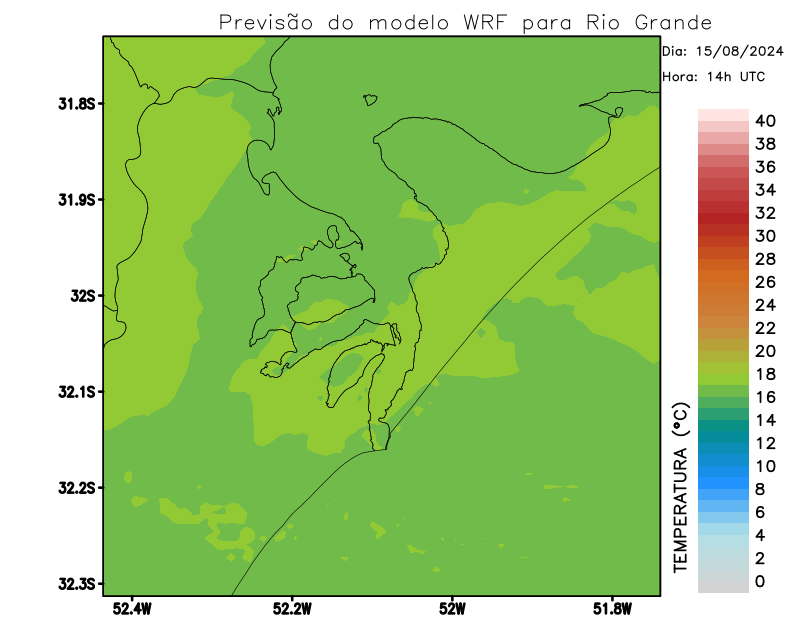 Previsão do modelo WRF para Rio Grande
Dia: 15/08/2024
Hora: 14h UTC
31.8S
31.9S
32S
32.1S
32.2S
32.3S
52.4W
52.2W
52W
51.8W
40
38
36
34
32
30
28
26
24
22
20
18
16
14
12
10
8
6
4
2
0
TEMPERATURA (°C)